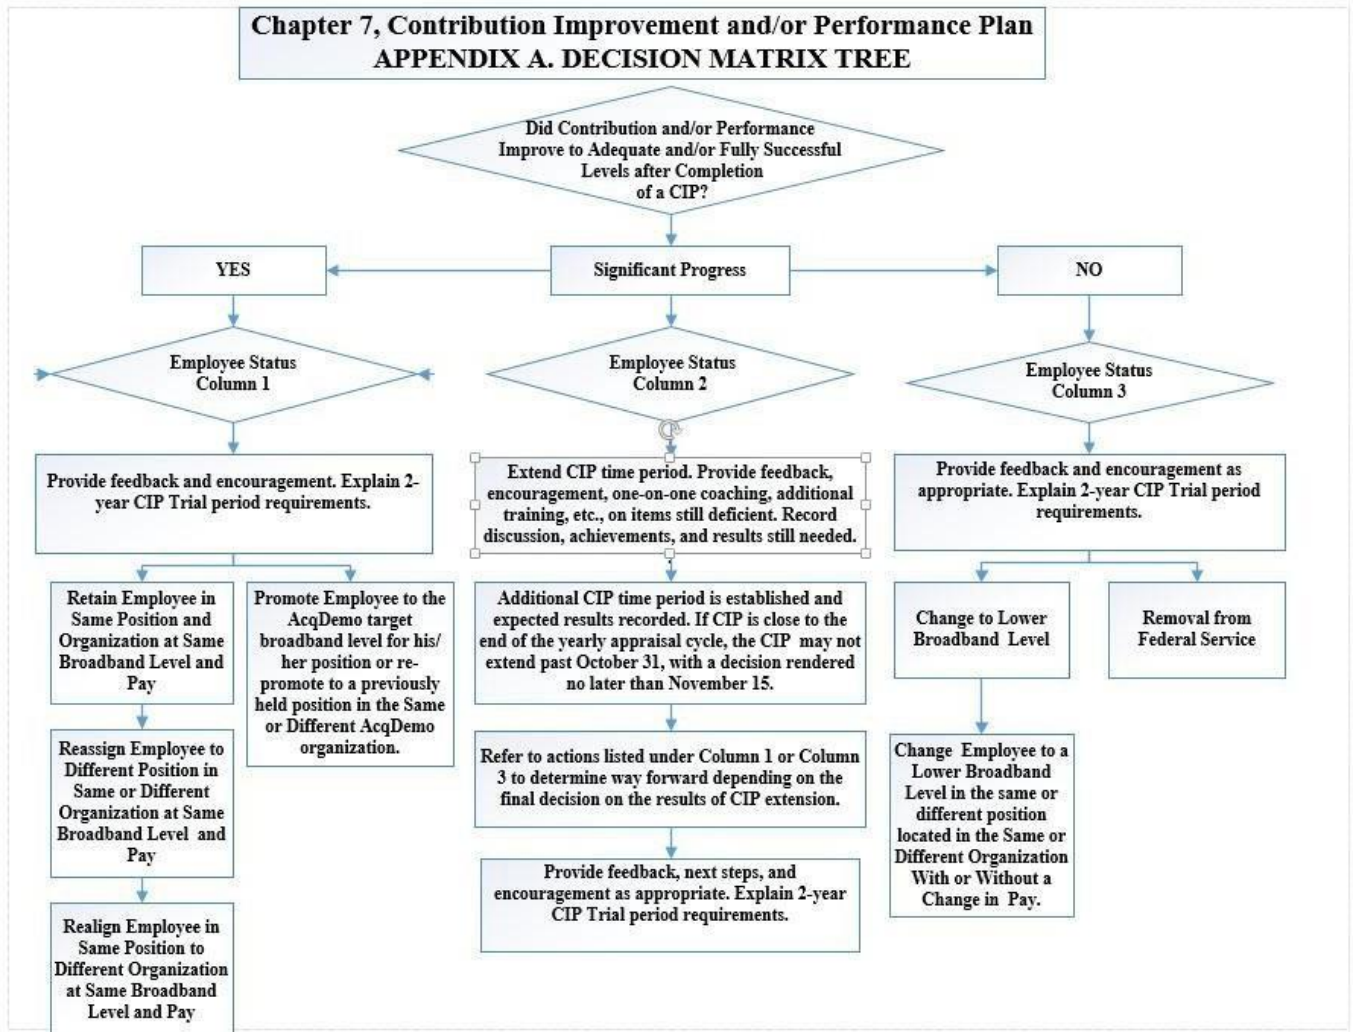 Chapter 7, Contribution Improvement and/or Performance Plan
APPENDIX A. DECISION MATRIX TREE
Did Contribution and/or Performance
Improve to Adequate and/or Fully Successful
Levels after Completion
of a CIP?
YES
Significant Progress
NO
Employee Status
Column 1
Employee Status
Column 2
Employee Status
Column 3
Provide feedback and encouragement. Explain 2-
year CIP Trial period requirements.
Extend CIP time period. Provide feedback,
encouragement, one-on-one coaching, additional
training, etc., on items still deficient. Record
discussion, achievements, and results still needed.
Provide feedback and encouragement as
appropriate. Explain 2-year CIP Trial period
requirements.
Retain Employee in
Same Position and
Organization at Same
Broadband Level and
Pay
Promote Employee to the
AcqDemo target
broadband level for his/
her position or re-
promote to a previously
held position in the Same
or Different AcqDemo
organization.
Additional CIP time period is established and
expected results recorded. If CIP is close to the
end of the yearly appraisal cycle, the CIP may not
extend past October 31, with a decision rendered
no later than November 15.
Change to Lower
Broadband Level
Removal from
Federal Service
Reassign Employee to
Different Position in
Same or Different
Organization at Same
Broadband Level and
Pay
Refer to actions listed under Column 1 or Column
3 to determine way forward depending on the
final decision on the results of CIP extension.
Change Employee to a
Lower Broadband
Level in the same or
different position
located in the Same or
Different Organization
With or Without a
Change in Pay.
Provide feedback, next steps, and
encouragement as appropriate. Explain 2-year
CIP Trial period requirements.
Realign Employee in
Same Position to
Different Organization
at Same Broadband
Level and Pay